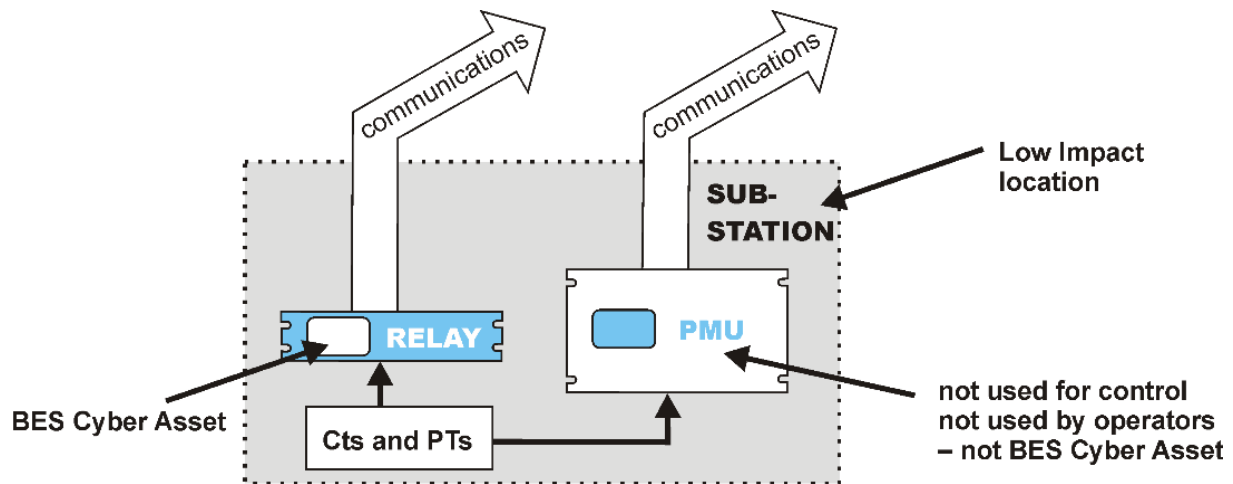 communications
communications
Low Impact
location
SUB-
STATION
RELAY
PMU
BES Cyber Asset
Cts and PTs
not used for control
not used by operators
– not BES Cyber Asset